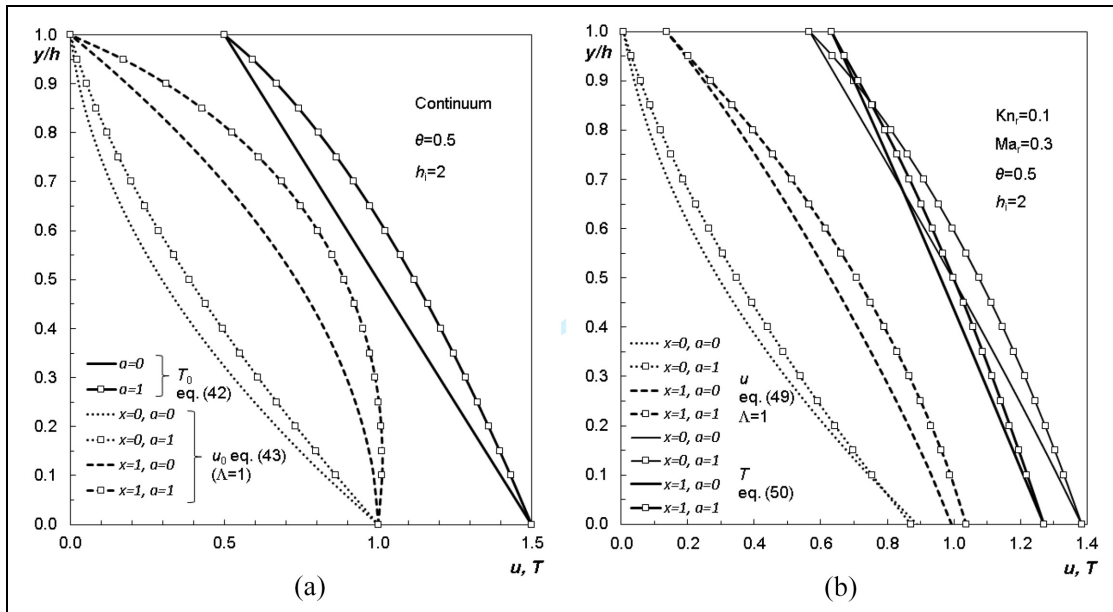 1.0
y/h
0.9
0.8
0.7
0.6
0.5
0.4
0.3
0.2
0.1
0.0
Continuum
θ=0.5
hᵢ=2
a=0
a=1
T₀
eq. (42)
x=0, a=0
x=0, a=1
x=1, a=0
x=1, a=1
u₀ eq. (43)
(Λ=1)
0.0 0.5 1.0 1.5
u, T
(a)
1.0
y/h
0.9
0.8
0.7
0.6
0.5
0.4
0.3
0.2
0.1
0.0
Knᵣ=0.1
Maᵣ=0.3
θ=0.5
hᵢ=2
x=0, a=0
x=0, a=1
x=1, a=0
x=1, a=1
u
eq. (49)
Λ=1
x=0, a=0
x=0, a=1
x=1, a=0
x=1, a=1
T
eq. (50)
0.0 0.2 0.4 0.6 0.8 1.0 1.2 1.4
u, T
(b)